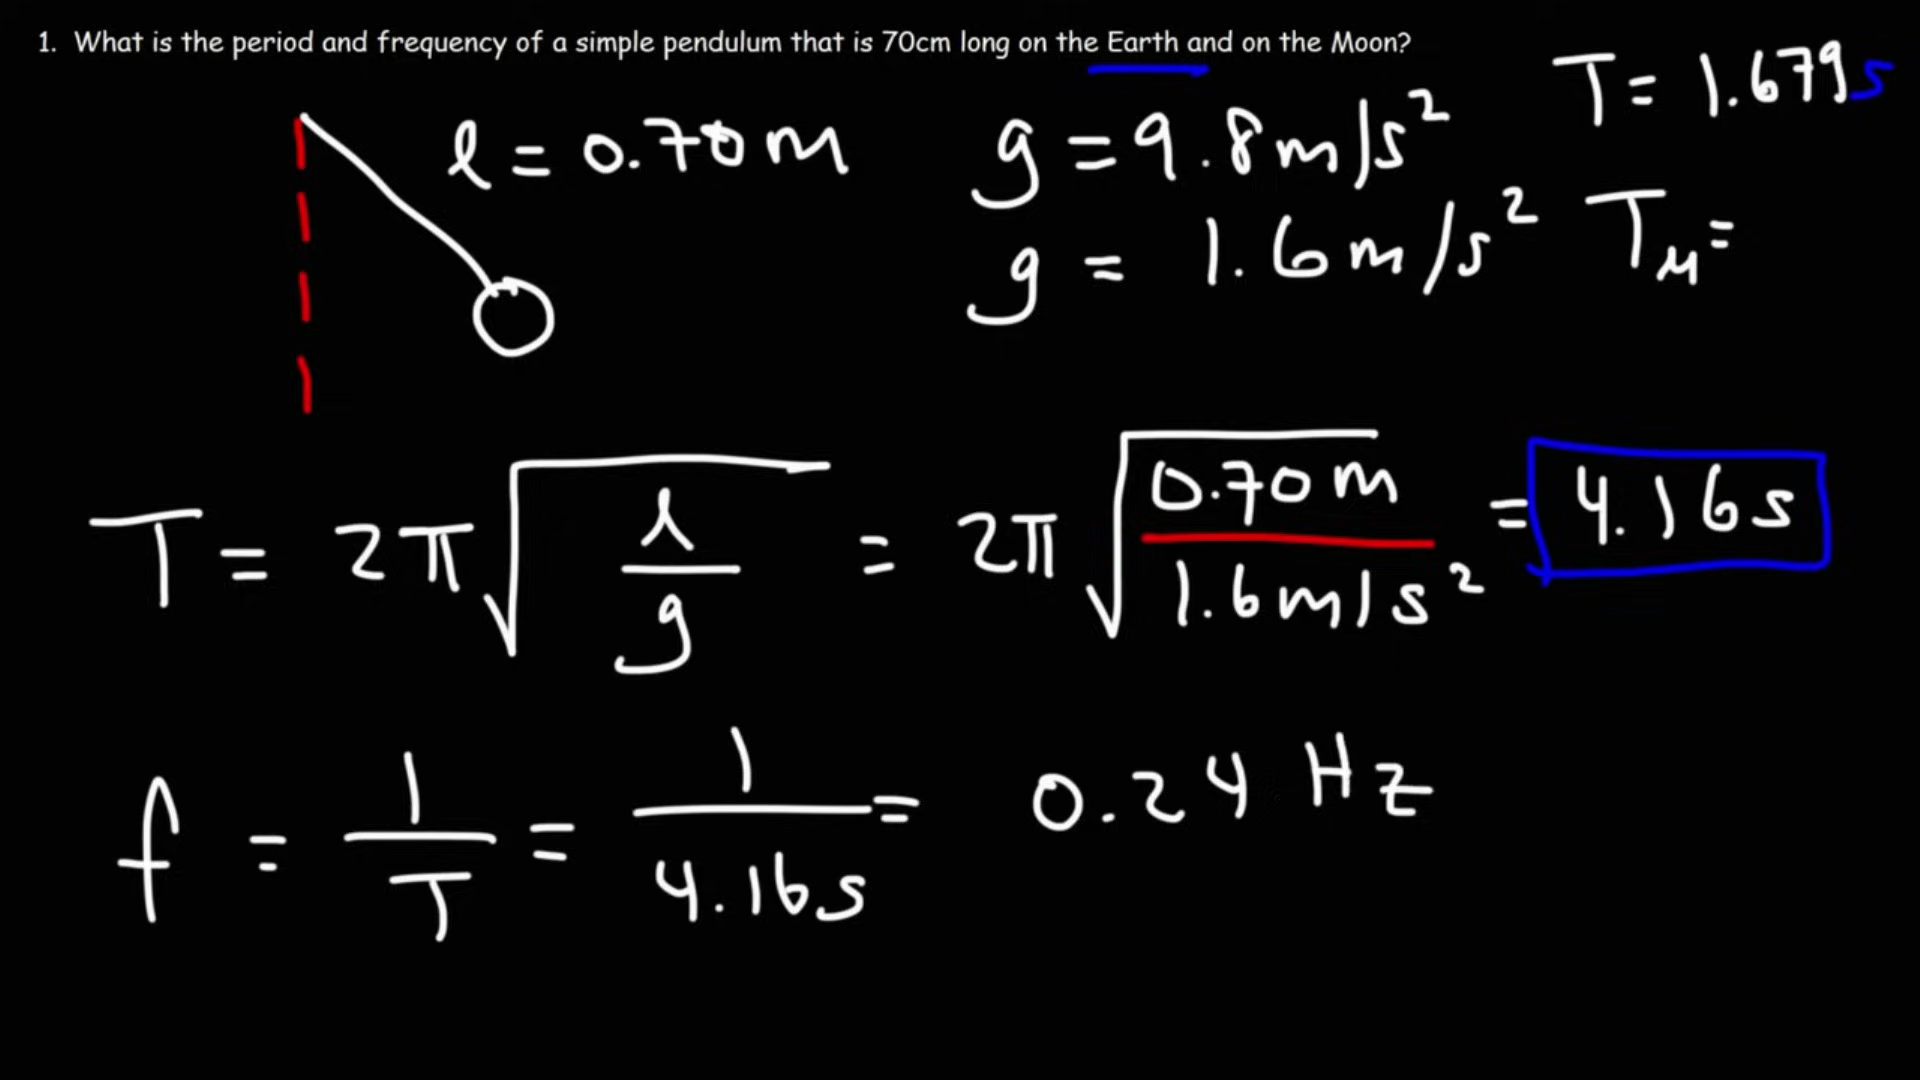 1. What is the period and frequency of a simple pendulum that is 70cm long on the Earth and on the Moon?
T = 1.679s
l = 0.70m
g = 9.8m/s²
g = 1.6m/s²
T_M =
T = 2π√(l/g) = 2π√(0.70m/1.6m/s²) = 4.16s
f = 1/T = 1/4.16s = 0.24 Hz